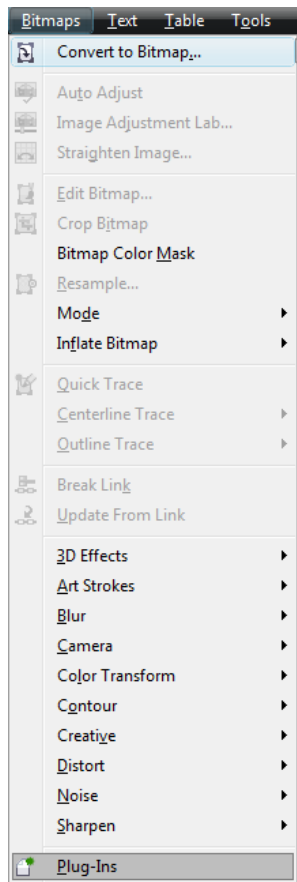 Bitmaps Text Table Tools
Convert to Bitmap...
Auto Adjust
Image Adjustment Lab...
Straighten Image...
Edit Bitmap...
Crop Bitmap
Bitmap Color Mask
Resample...
Mode
Inflate Bitmap
Quick Trace
Centerline Trace
Outline Trace
Break Link
Update From Link
3D Effects
Art Strokes
Blur
Camera
Color Transform
Contour
Creative
Distort
Noise
Sharpen
Plug-Ins